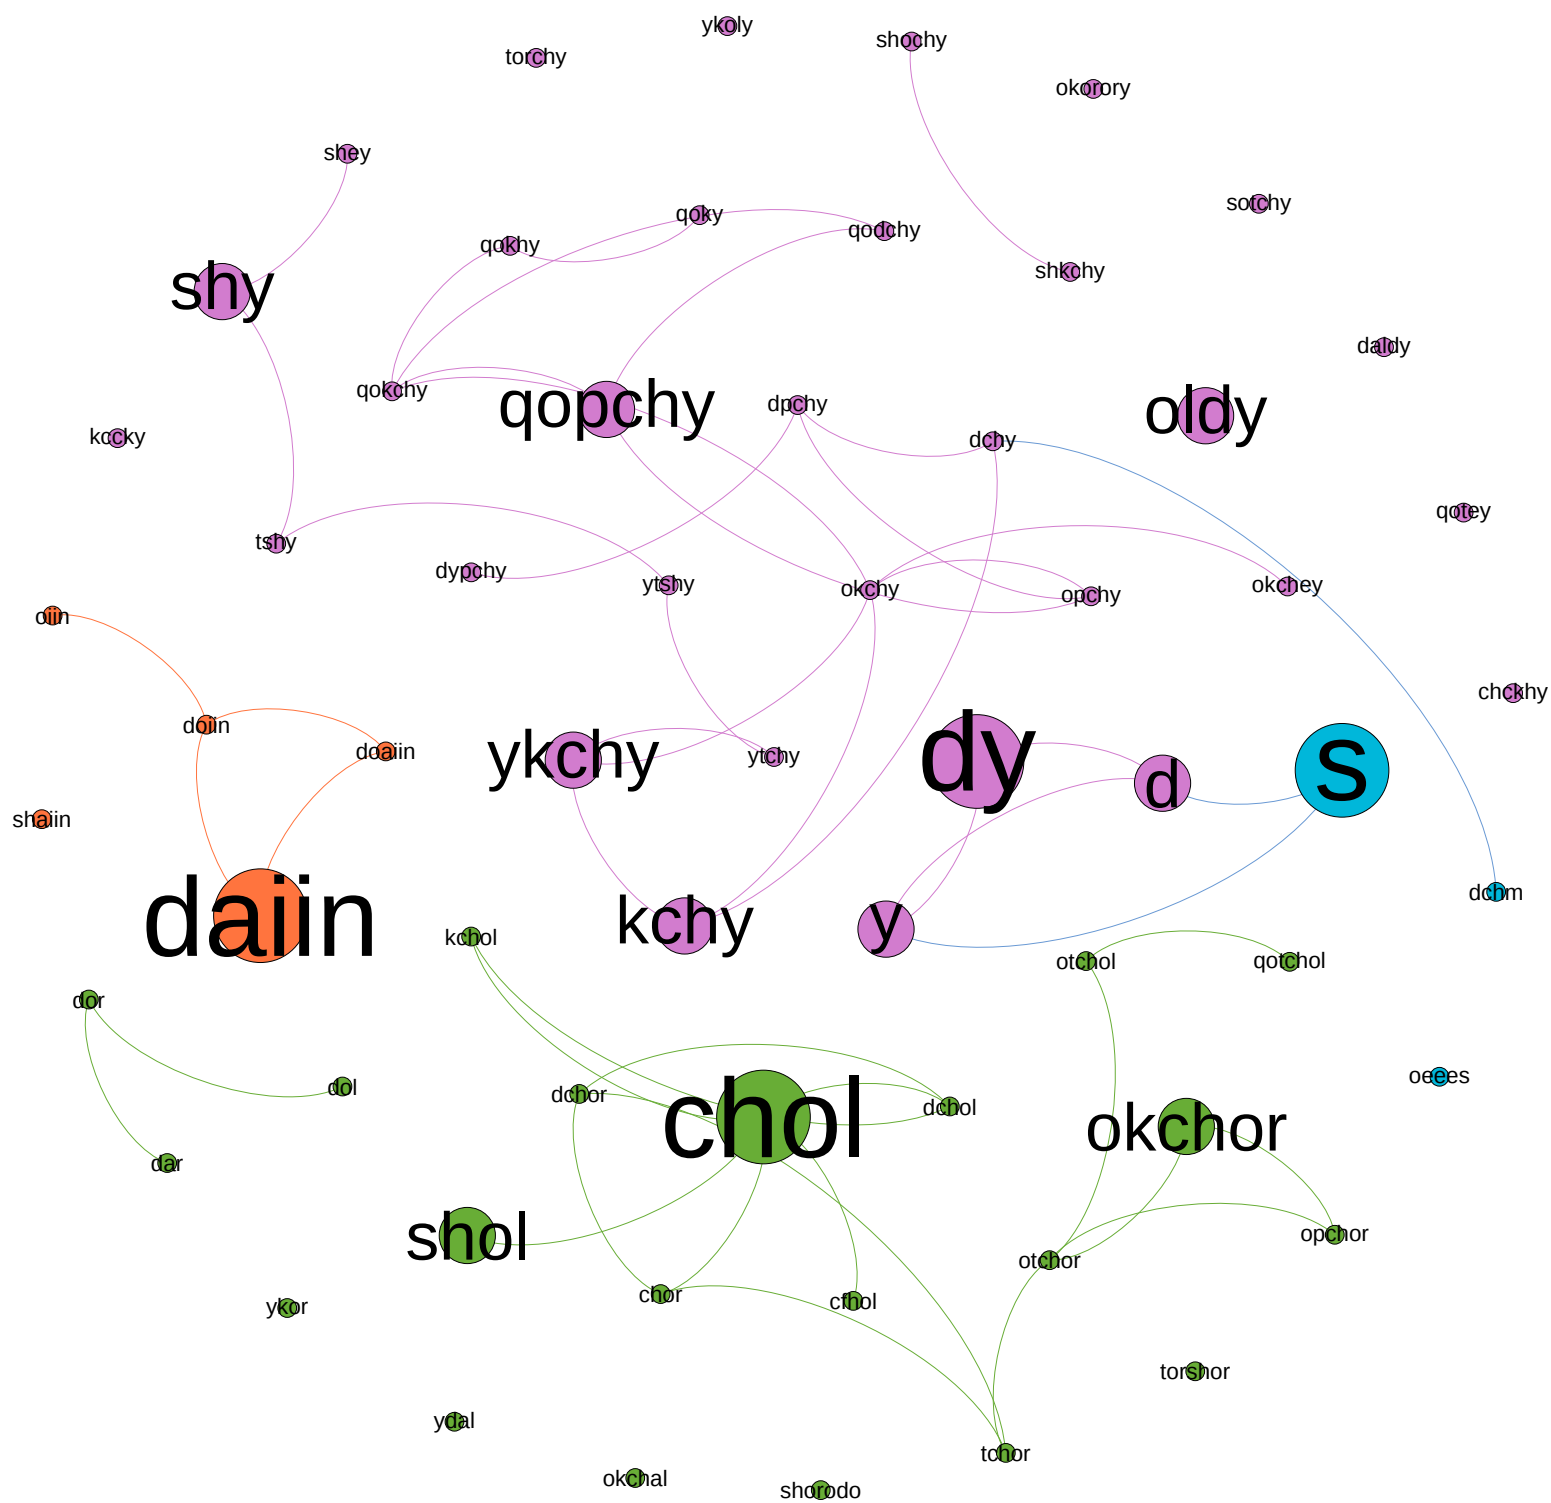 ykoly
shochy
torchy
okorory
shey
sotchy
qoky
qodchy
qokhy
shkchy
shy
daldy
qokchy
qopchy
dpchy
oldy
kccky
dchy
qotey
tshy
dypchy
ytshy
okchy
opchy
okchey
oiin
chckhy
doiin
doaiin
ykchy
ytchy
dy
d
s
shaiin
dchm
daiin
kchy
y
kchol
otchol
qotchol
dor
oeees
dol
dchor
chol
dchol
okchor
dar
shol
opchor
otchor
chor
cfhol
ykor
torshor
ydal
tchor
okchal
shorodo